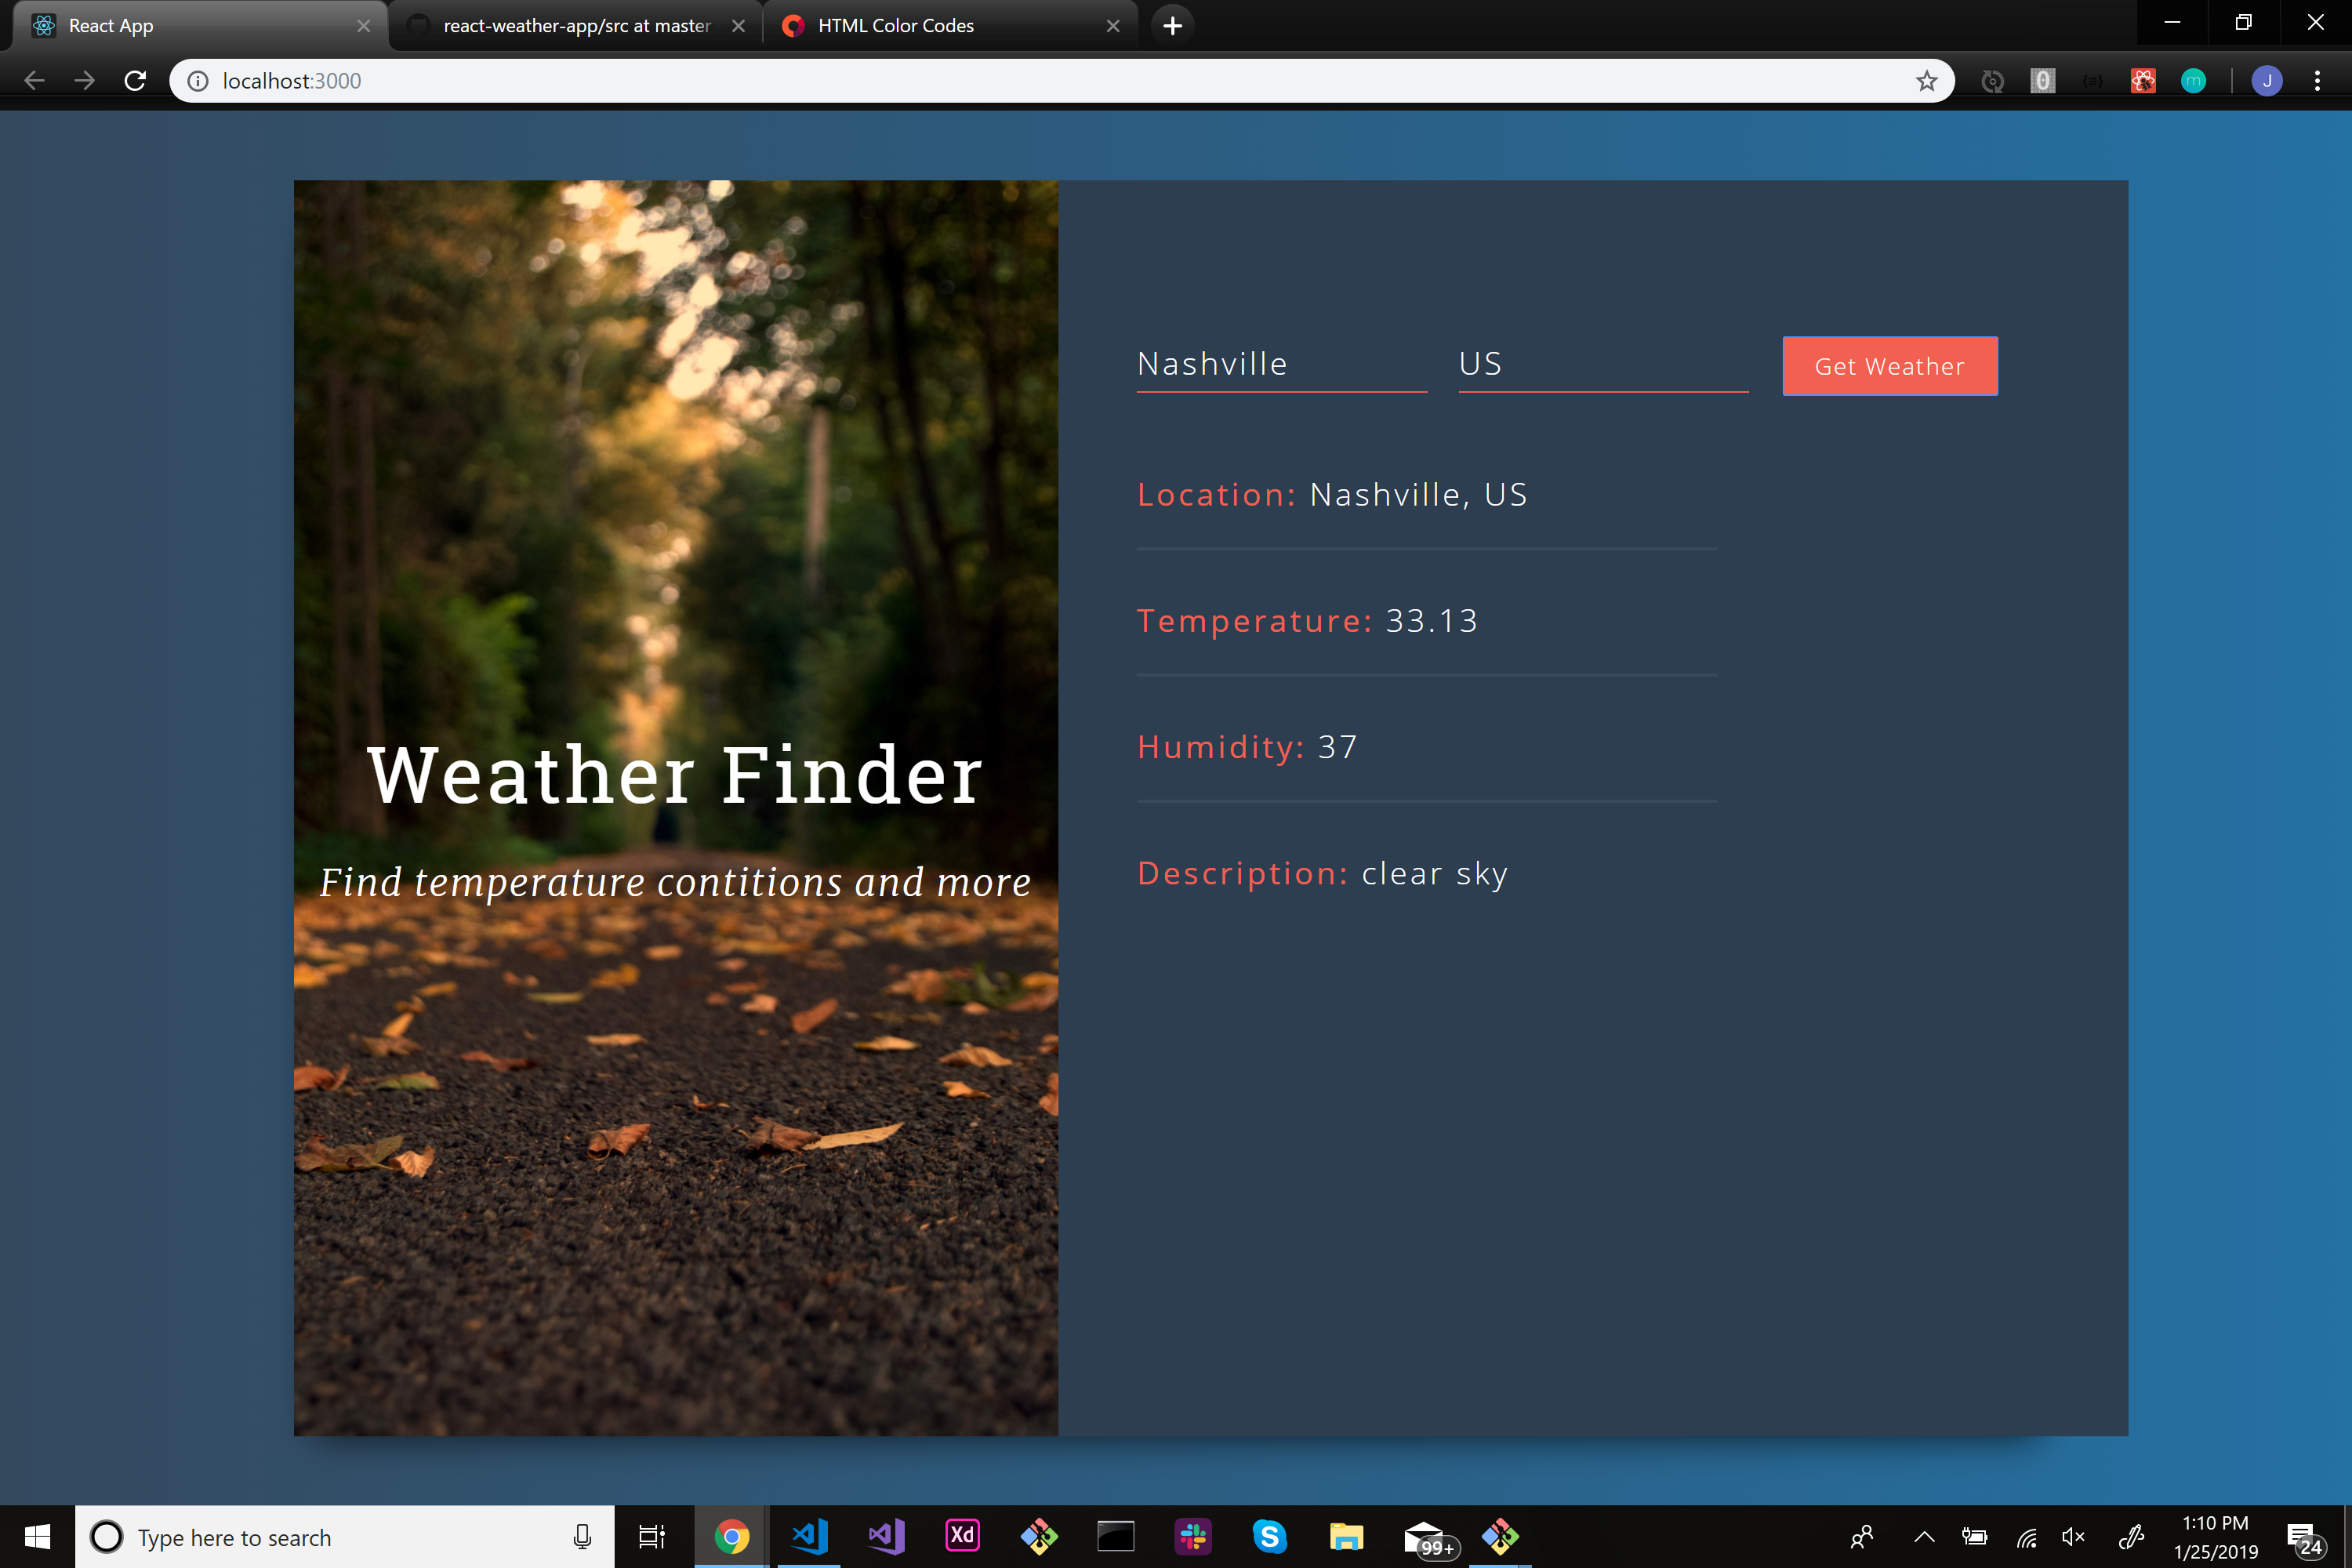 React App
react-weather-app/src at master
HTML Color Codes
localhost:3000
J
Nashville
US
Get Weather
Location: Nashville, US
Temperature: 33.13
Humidity: 37
Description: clear sky
Weather Finder
Find temperature contitions and more
Type here to search
Xd
S
99+
1:10 PM
1/25/2019
24